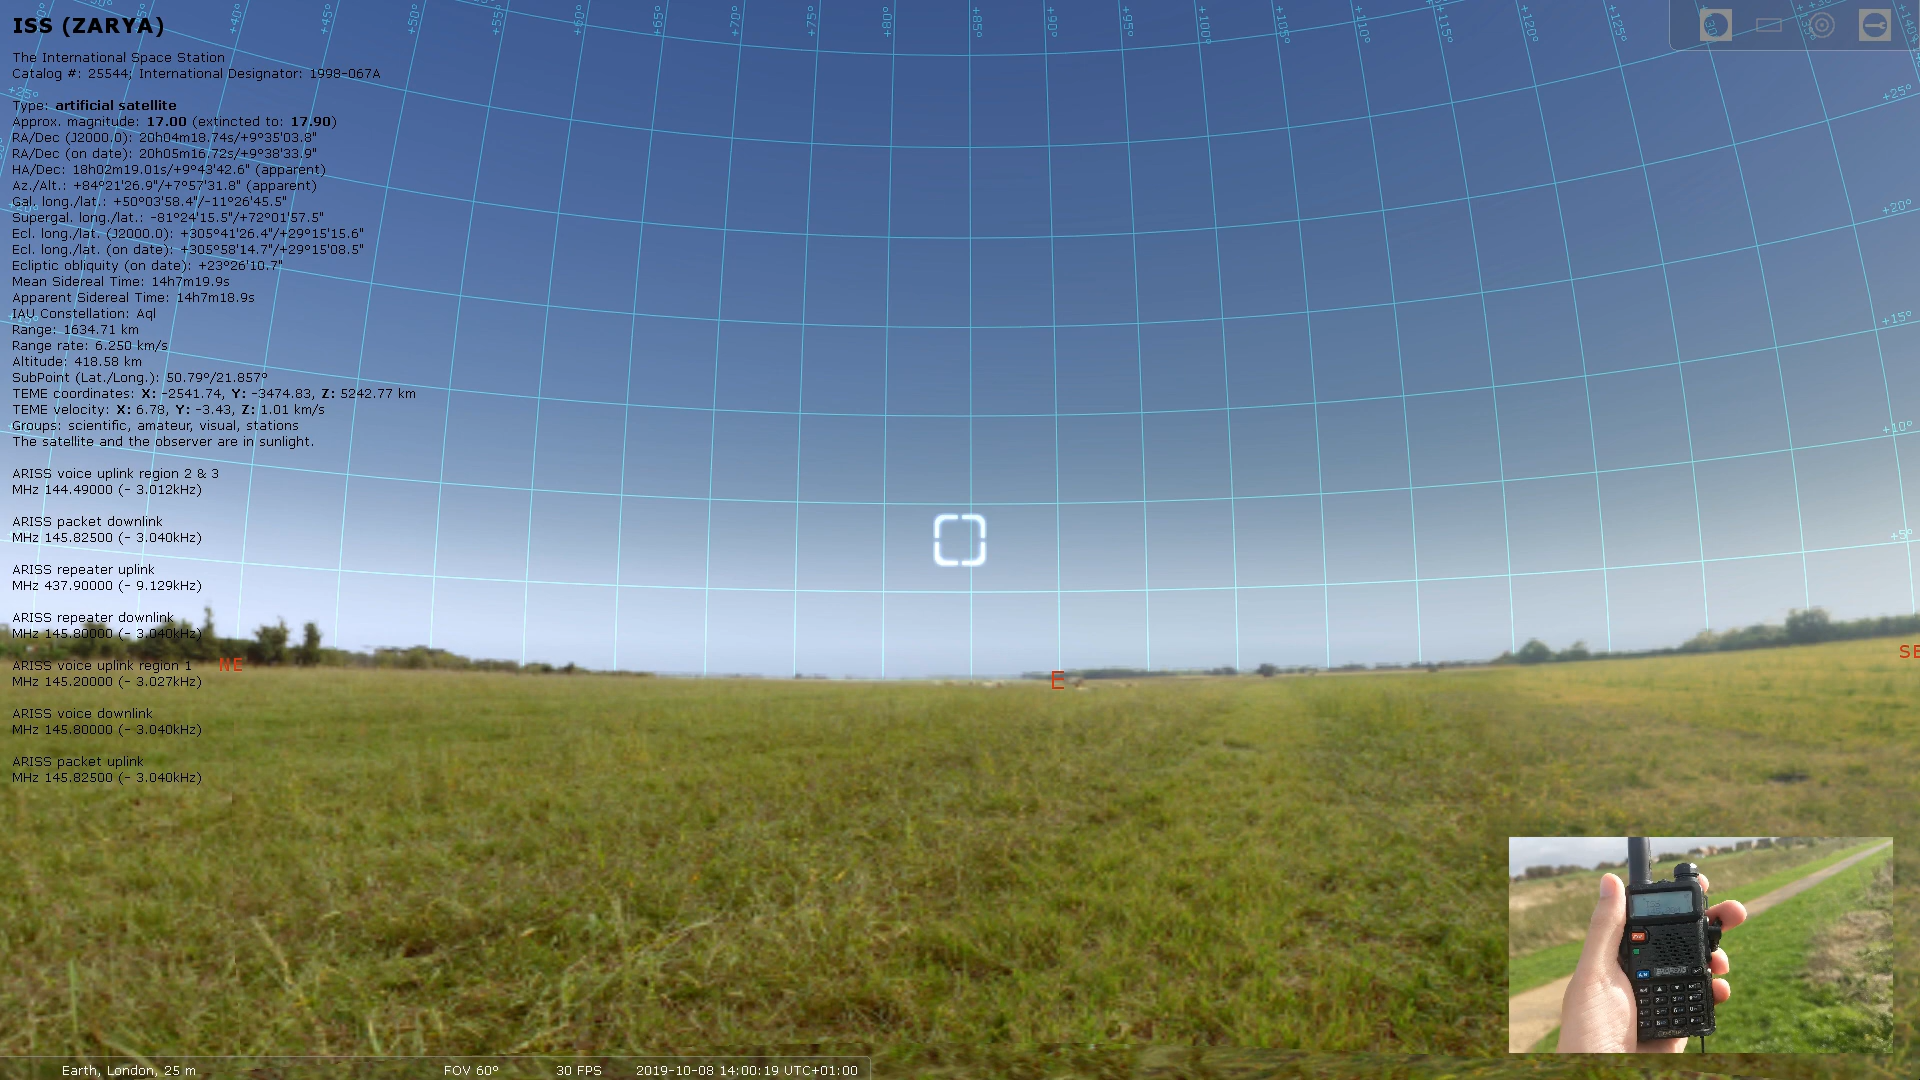 ISS (ZARYA)
The International Space Station
Catalog #: 25544; International Designator: 1998-067A
Type: artificial satellite
Approx. magnitude: 17.00 (extincted to: 17.90)
RA/Dec (J2000.0): 20h04m18.74s/+9°35'03.8"
RA/Dec (on date): 20h05m16.72s/+9°38'33.9"
HA/Dec: 18h02m19.01s/+9°43'42.6" (apparent)
Az./Alt.: +84°21'26.9"/+7°57'31.8" (apparent)
Gal. long./lat.: +50°03'58.4"/-11°26'45.5"
Supergal. long./lat.: -81°24'15.5"/+72°01'57.5"
Ecl. long./lat. (J2000.0): +305°41'26.4"/+29°15'15.6"
Ecl. long./lat. (on date): +305°58'14.7"/+29°15'08.5"
Ecliptic obliquity (on date): +23°26'10.7"
Mean Sidereal Time: 14h7m19.9s
Apparent Sidereal Time: 14h7m18.9s
IAU Constellation: Aql
Range: 1634.71 km
Range rate: 6.250 km/s
Altitude: 418.58 km
SubPoint (Lat./Long.): 50.79°/21.857°
TEME coordinates: X: -2541.74, Y: -3474.83, Z: 5242.77 km
TEME velocity: X: 6.78, Y: -3.43, Z: 1.01 km/s
Groups: scientific, amateur, visual, stations
The satellite and the observer are in sunlight.
ARISS voice uplink region 2 & 3
MHz 144.49000 (- 3.012kHz)
ARISS packet downlink
MHz 145.82500 (- 3.040kHz)
ARISS repeater uplink
MHz 437.90000 (- 9.129kHz)
ARISS repeater downlink
MHz 145.80000 (- 3.040kHz)
ARISS voice uplink region 1
MHz 145.20000 (- 3.027kHz)
ARISS voice downlink
MHz 145.80000 (- 3.040kHz)
ARISS packet uplink
MHz 145.82500 (- 3.040kHz)
+40° +45° +50° +55° +60° +65° +70° +75° +80° +85° +90° +95° +100° +105° +110° +115° +120° +125°
+25°
+20°
+15°
+10°
+5°
NE
E
SE
BAOFENG
Earth, London, 25 m
FOV 60°
30 FPS
2019-10-08 14:00:19 UTC+01:00